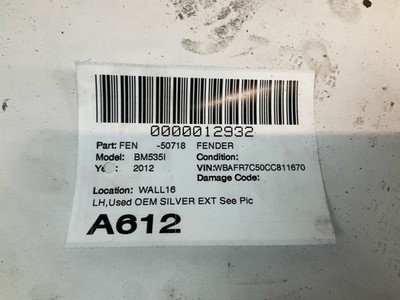 0000012932
Part: FEN -50718 FENDER
Model: BM535I Condition:
2012 VIN:WBAFR7C50CC811670
Damage Code:
Location: WALL16
LH,Used OEM SILVER EXT See Pic
A612